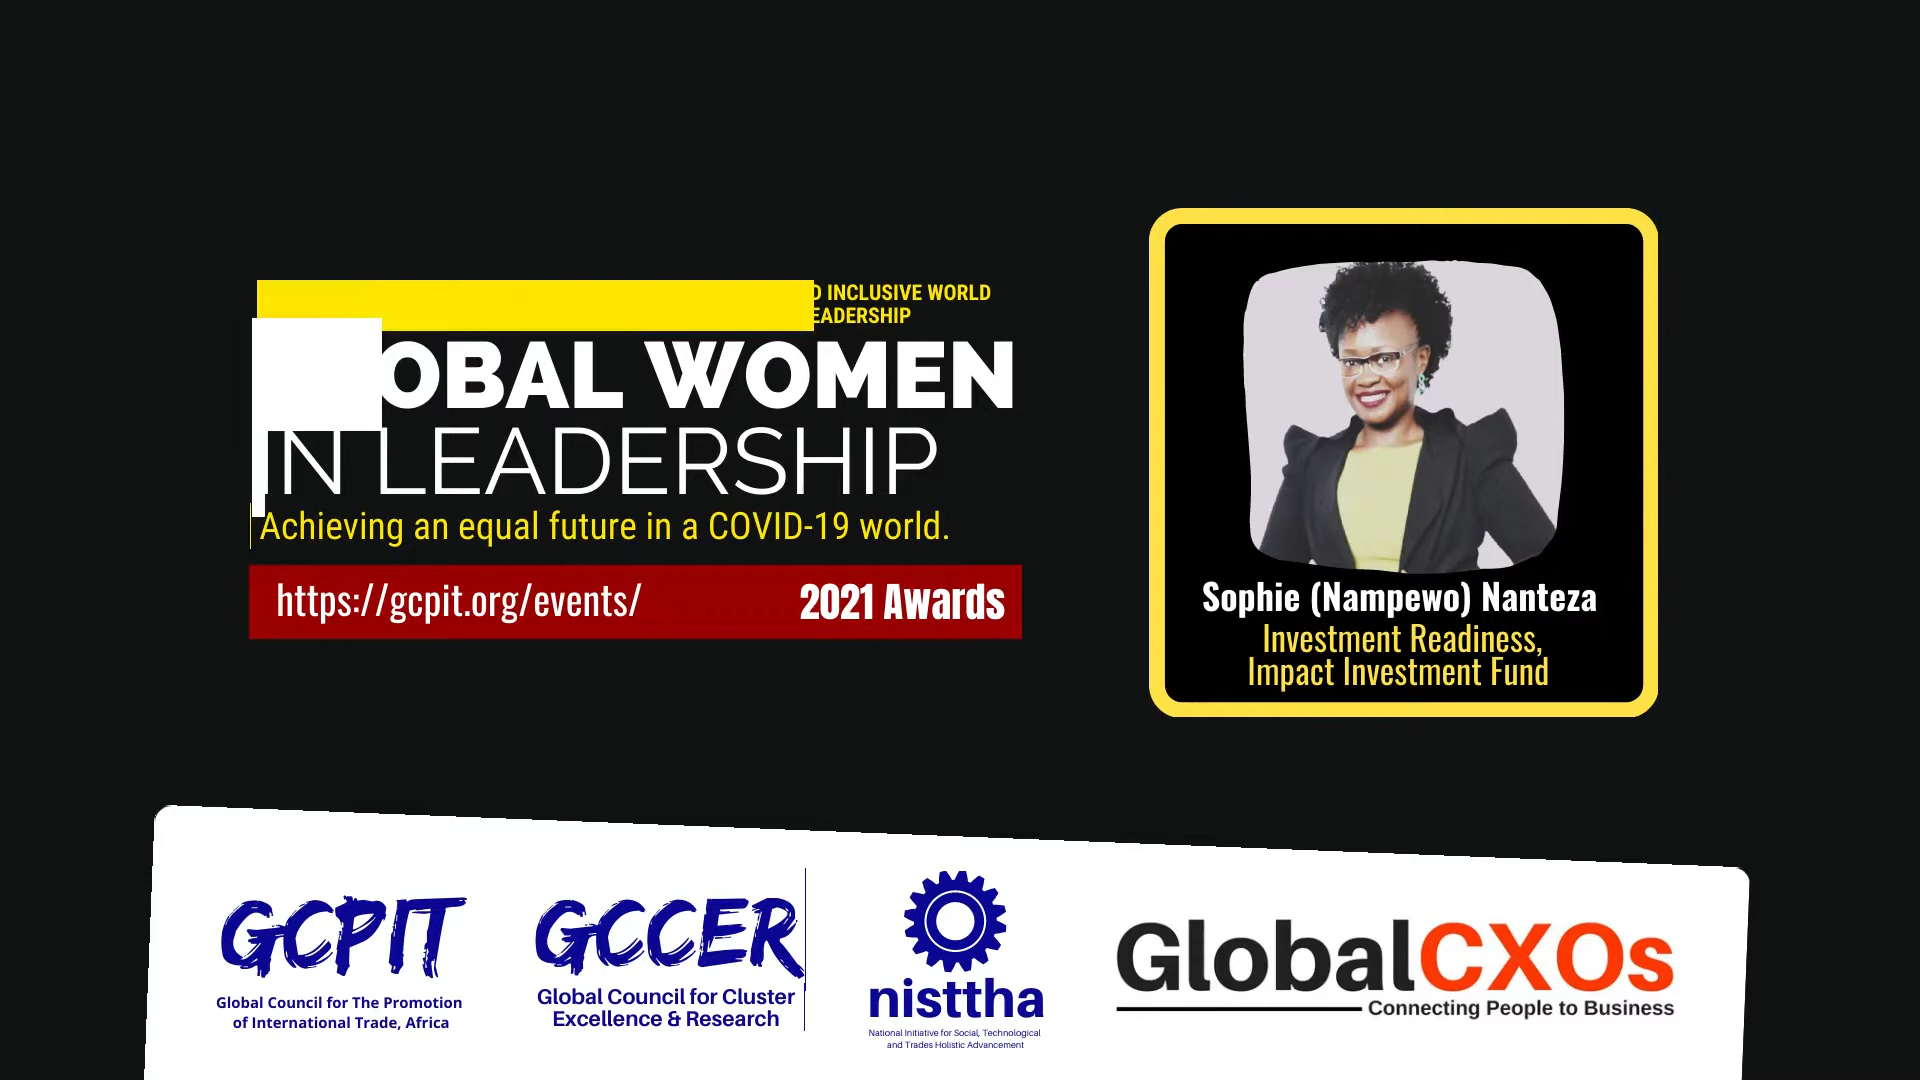 INCLUSIVE WORLD
OBAL WOMEN
IN LEADERSHIP
Achieving an equal future in a COVID-19 world.
https://gcpit.org/events/
2021 Awards
Sophie (Nampewo) Nanteza
Investment Readiness,
Impact Investment Fund
GCPIT
Global Council for The Promotion
of International Trade, Africa
GCCER
Global Council for Cluster
Excellence & Research
nisttha
National Initiative for Social, Technological
and Trades Holistic Advancement
GlobalCXOs
Connecting People to Business